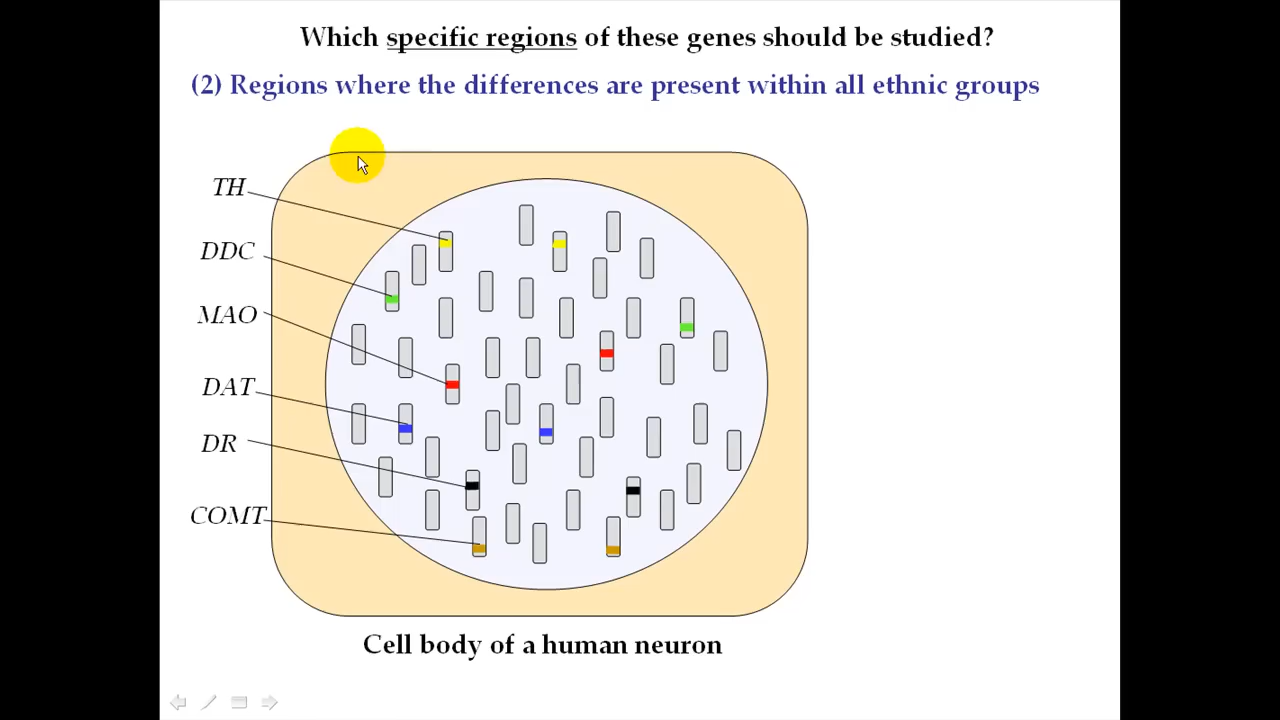 Which specific regions of these genes should be studied?
(2) Regions where the differences are present within all ethnic groups
TH
DDC
MAO
DAT
DR
COMT
Cell body of a human neuron